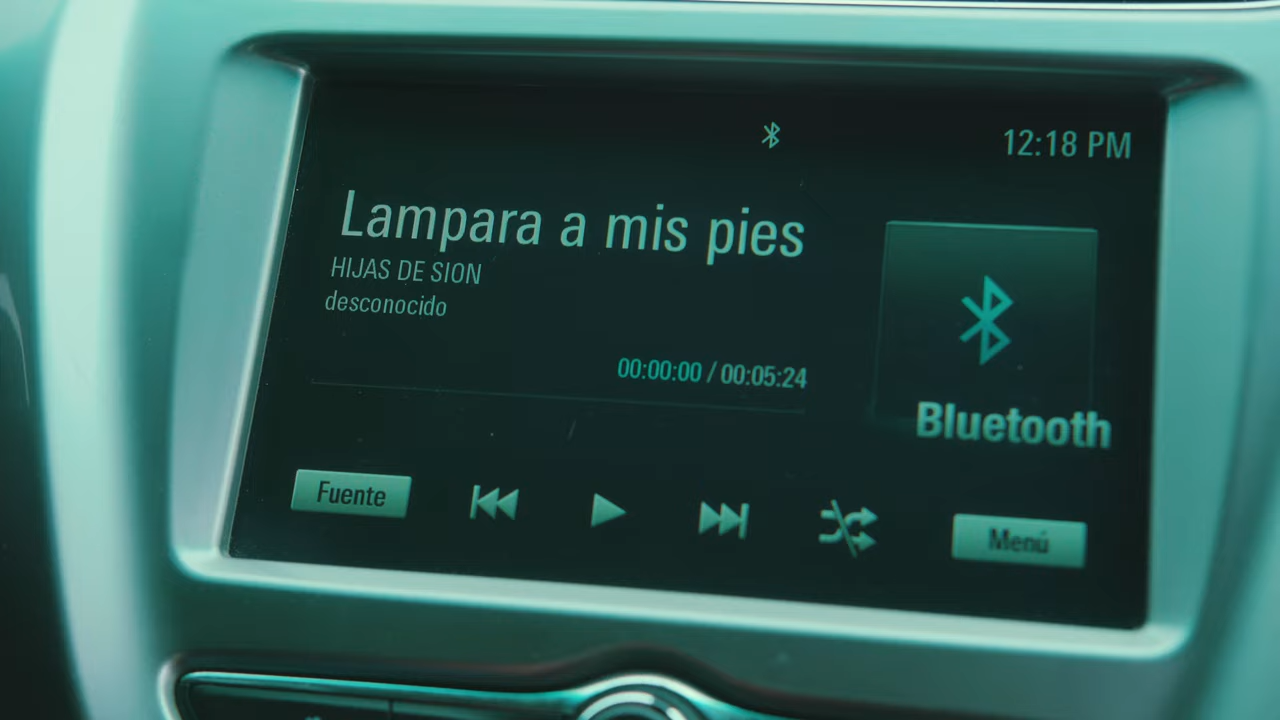 12:18 PM
Lampara a mis pies
HIJAS DE SION
desconocido
00:00:00 / 00:05:24
Bluetooth
Fuente
Menú